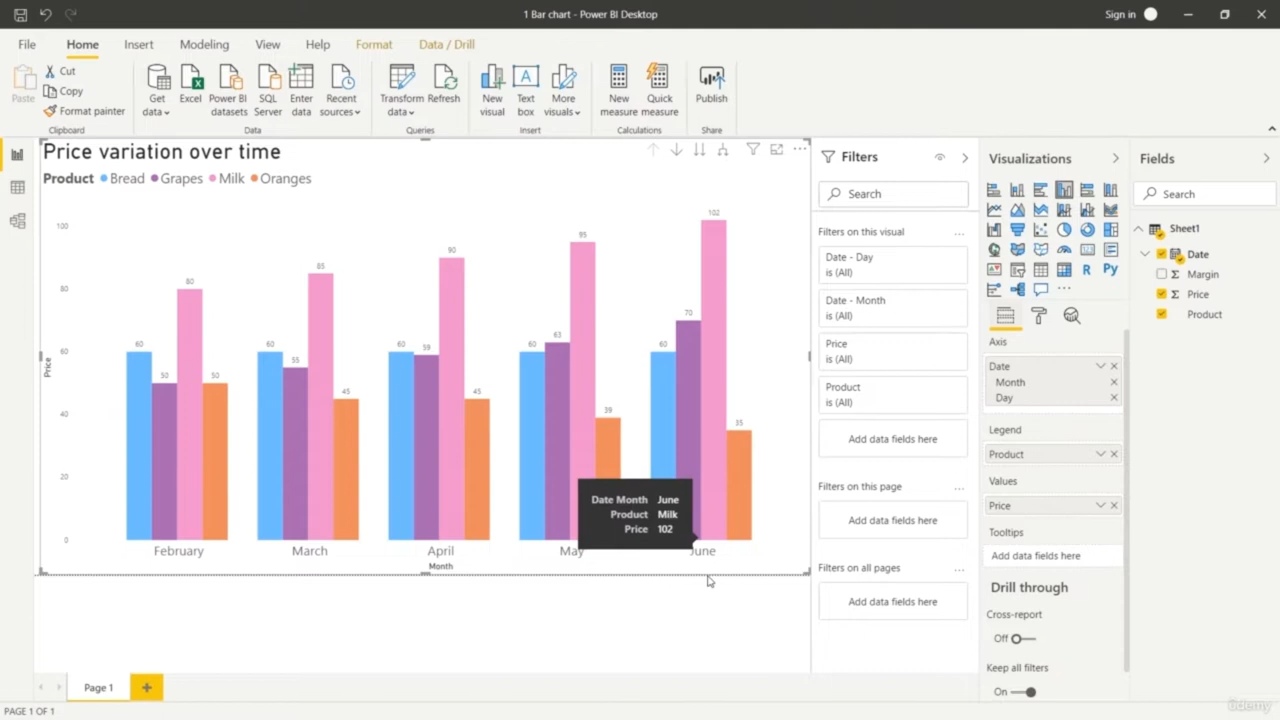 1 Bar chart - Power BI Desktop
Sign in
File Home Insert Modeling View Help Format Data / Drill
Paste
Cut
Copy
Format painter
Clipboard
Get data
Excel
Power BI datasets
SQL Server
Enter data
Recent sources
Data
Transform data
Refresh
Queries
New visual
Text box
More visuals
Insert
New measure
Quick measure
Calculations
Publish
Share
Price variation over time
Product Bread Grapes Milk Oranges
100
80
60
40
20
0
Price
60 50 80 50
60 55 85 45
60 59 90 45
60 63 95 39
60 70 102 35
Date Month June
Product Milk
Price 102
February March April May June
Month
Filters
Search
Filters on this visual ...
Date - Day
is (All)
Date - Month
is (All)
Price
is (All)
Product
is (All)
Add data fields here
Filters on this page ...
Add data fields here
Filters on all pages ...
Add data fields here
Visualizations
R Py
Axis
Date
Month
Day
Legend
Product
Values
Price
Tooltips
Add data fields here
Drill through
Cross-report
Off
Keep all filters
On
Fields
Search
Sheet1
Date
Σ Margin
Σ Price
Product
Page 1
PAGE 1 OF 1
ûdemy